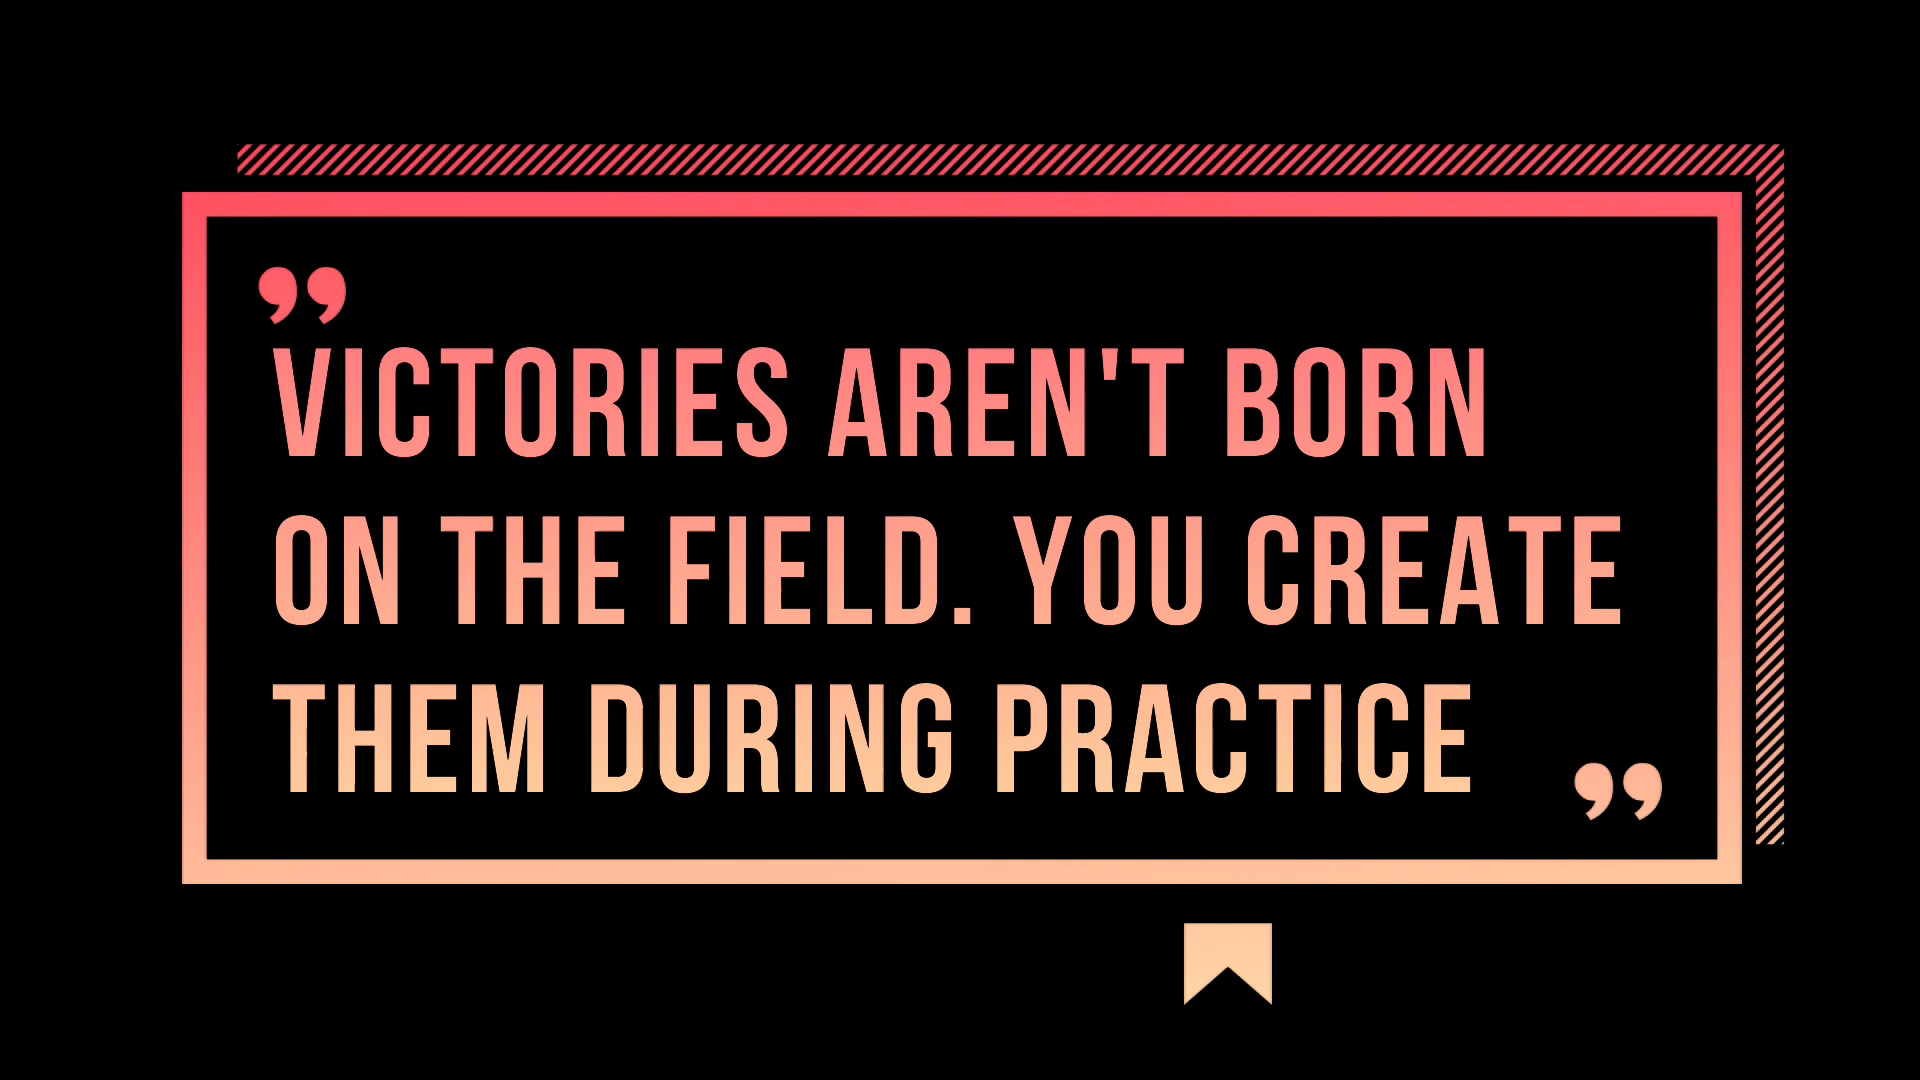 ”
VICTORIES AREN'T BORN
ON THE FIELD. YOU CREATE
THEM DURING PRACTICE
”